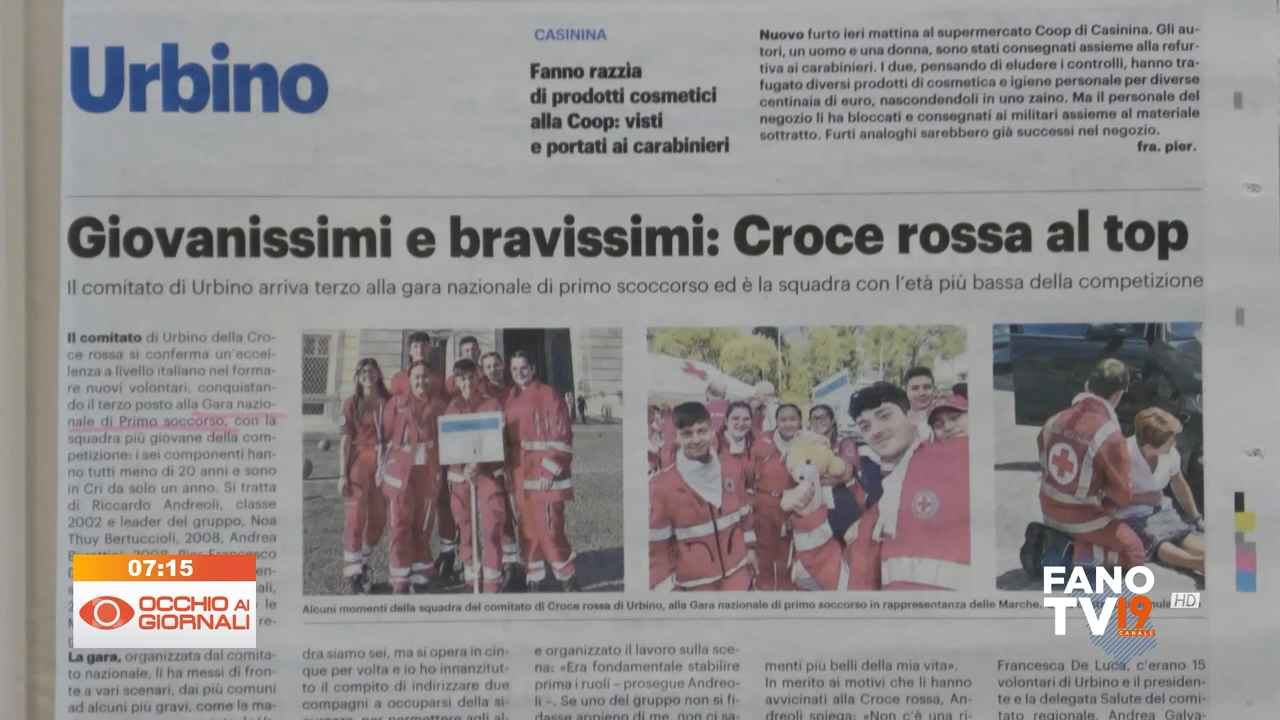 Urbino
CASININA
Fanno razzìa
di prodotti cosmetici
alla Coop: visti
e portati ai carabinieri
Nuovo furto ieri mattina al supermercato Coop di Casinina. Gli au-
tori, un uomo e una donna, sono stati consegnati assieme alla refur-
tiva ai carabinieri. I due, pensando di eludere i controlli, hanno tra-
fugato diversi prodotti di cosmetica e igiene personale per diverse
centinaia di euro, nascondendoli in uno zaino. Ma il personale del
negozio li ha bloccati e consegnati ai militari assieme al materiale
sottratto. Furti analoghi sarebbero già successi nel negozio.
fra. pier.
Giovanissimi e bravissimi: Croce rossa al top
Il comitato di Urbino arriva terzo alla gara nazionale di primo scoccorso ed è la squadra con l'età più bassa della competizione
Il comitato di Urbino della Cro-
ce rossa si conferma un'eccel-
lenza a livello italiano nel forma-
re nuovi volontari, conquistan-
do il terzo posto alla Gara nazio-
nale di Primo soccorso, con la
squadra più giovane della com-
petizione: i sei componenti han-
no tutti meno di 20 anni e sono
in Cri da solo un anno. Si tratta
di Riccardo Andreoli, classe
2002 e leader del gruppo, Noa
Thuy Bertuccioli, 2008, Andrea
Alcuni momenti della squadra del comitato di Croce rossa di Urbino, alla Gara nazionale di primo soccorso in rappresentanza delle Marche.
La gara, organizzata dal comita-
to nazionale, li ha messi di fron-
te a vari scenari, dai più comuni
ad alcuni più gravi, come la ma-
dra siamo sei, ma si opera in cin-
que per volta e io ho innanzitut-
to il compito di indirizzare due
compagni a occuparsi della si-
e organizzato il lavoro sulla sce-
na: «Era fondamentale stabilire
prima i ruoli – prosegue Andreo-
li –. Se uno del gruppo non si fi-
dasse appieno di me, non ci sa-
menti più belli della mia vita».
In merito ai motivi che li hanno
avvicinati alla Croce rossa, An-
dreoli spiega: «Non c'è una ri-
Francesca De Luca, c'erano 15
volontari di Urbino e il presiden-
te e la delegata Salute del comi-
tato regionale, Andrea Galva
07:15
OCCHIO AI
GIORNALI
FANO
TV19 HD
CANALE